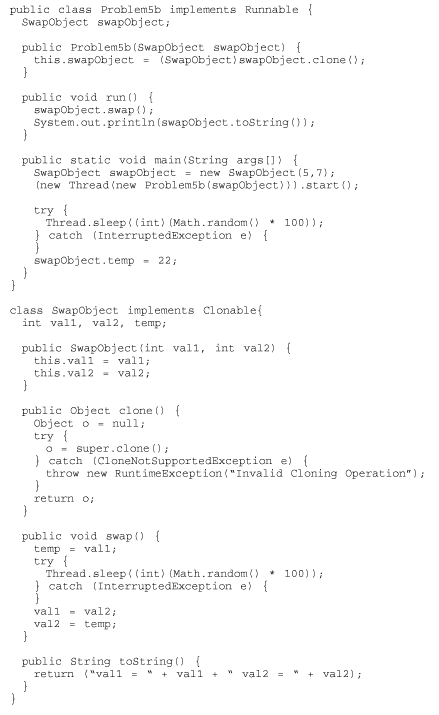 public class Problem5b implements Runnable {
SwapObject swapObject;
public Problem5b(SwapObject swapObject) {
this.swapObject = (SwapObject)swapObject.clone();
}
public void run() {
swapObject.swap();
System.out.println(swapObject.toString());
}
public static void main(String args[]) {
SwapObject swapObject = new SwapObject(5,7);
(new Thread(new Problem5b(swapObject))).start();
try {
Thread.sleep((int)(Math.random() * 100));
} catch (InterruptedException e) {
}
swapObject.temp = 22;
}
}
class SwapObject implements Clonable{
int val1, val2, temp;
public SwapObject(int val1, int val2) {
this.val1 = val1;
this.val2 = val2;
}
public Object clone() {
Object o = null;
try {
o = super.clone();
} catch (CloneNotSupportedException e) {
throw new RuntimeException(“Invalid Cloning Operation”);
}
return o;
}
public void swap() {
temp = val1;
try {
Thread.sleep((int)(Math.random() * 100));
} catch (InterruptedException e) {
}
val1 = val2;
val2 = temp;
}
public String toString() {
return (“val1 = “ + val1 + “ val2 = “ + val2);
}
}